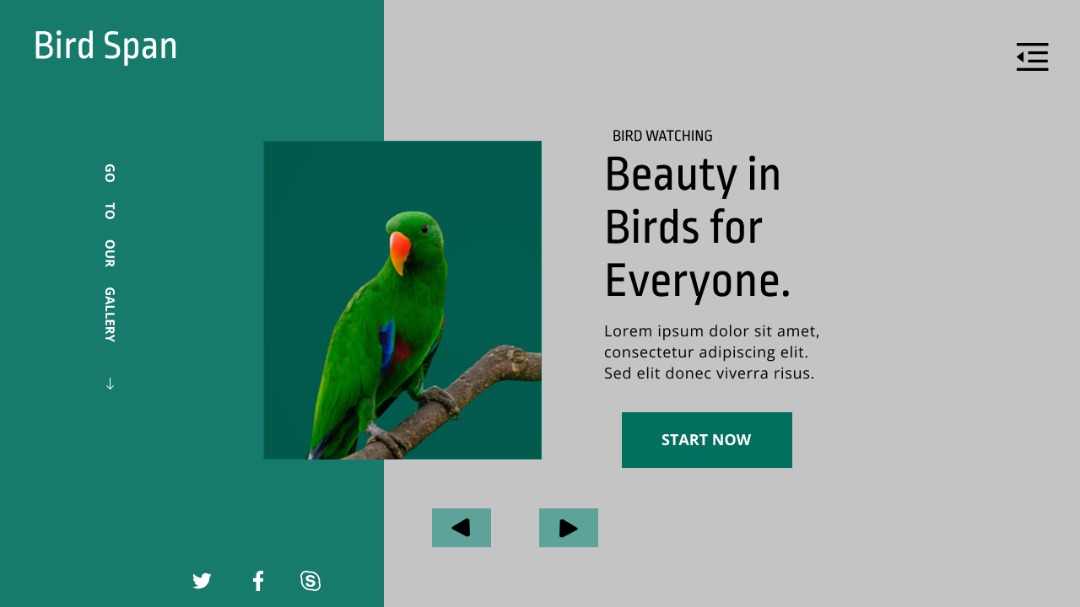 Bird Span
GO TO OUR GALLERY
BIRD WATCHING
Beauty in
Birds for
Everyone.
Lorem ipsum dolor sit amet,
consectetur adipiscing elit.
Sed elit donec viverra risus.
START NOW